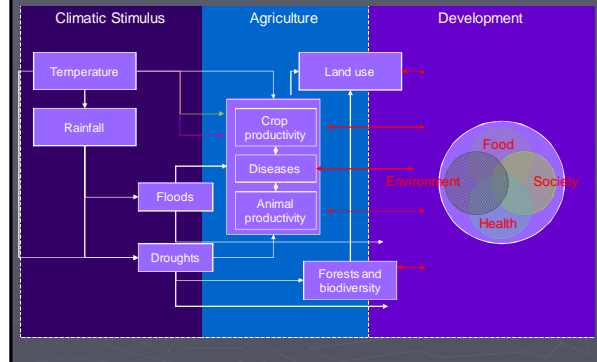 Climatic Stimulus
Agriculture
Development
Temperature
Land use
Rainfall
Crop
productivity
Diseases
Animal
productivity
Floods
Droughts
Forests and
biodiversity
Food
Environment
Society
Health